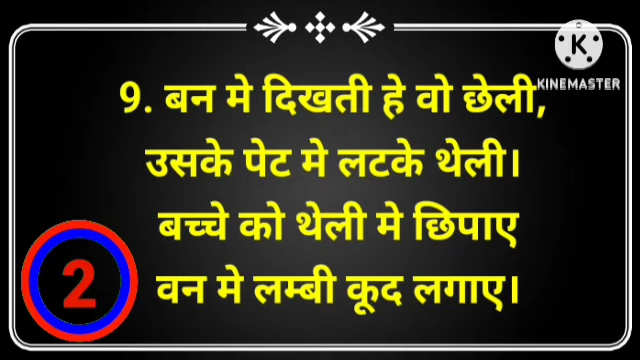 K
KINEMASTER
9. बन मे दिखती हे वो छेली,
उसके पेट मे लटके थेली।
बच्चे को थेली मे छिपाए
वन मे लम्बी कूद लगाए।
2